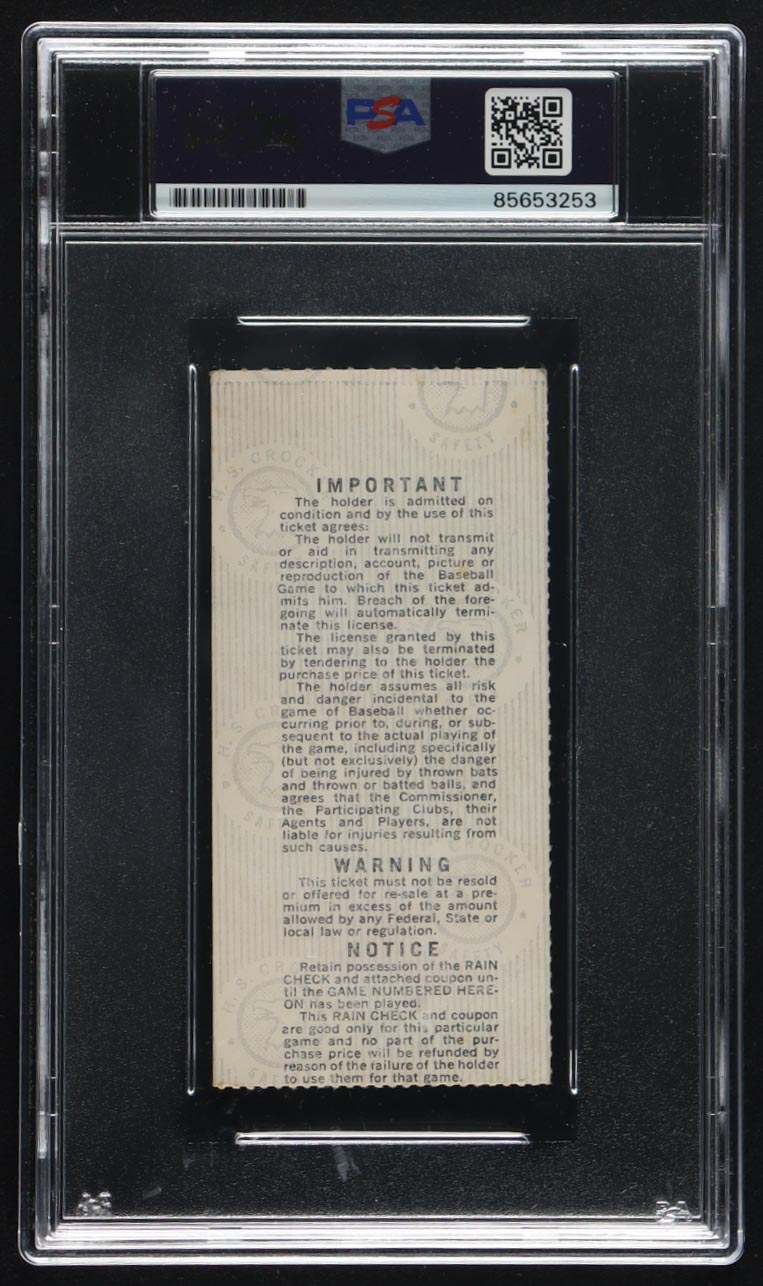 PSA
85653253
SAFETY
H. S. CROCKER
IMPORTANT
The holder is admitted on
condition and by the use of this
ticket agrees:
The holder will not transmit
or aid in transmitting any
description, account, picture or
reproduction of the Baseball
Game to which this ticket ad-
mits him. Breach of the fore-
going will automatically termi-
nate this license.
The license granted by this
ticket may also be terminated
by tendering to the holder the
purchase price of this ticket.
The holder assumes all risk
and danger incidental to the
game of Baseball whether oc-
curring prior to, during, or sub-
sequent to the actual playing of
the game, including specifically
(but not exclusively) the danger
of being injured by thrown bats
and thrown or batted balls, and
agrees that the Commissioner,
the Participating Clubs, their
Agents and Players, are not
liable for injuries resulting from
such causes.
WARNING
This ticket must not be resold
or offered for re-sale at a pre-
mium in excess of the amount
allowed by any Federal, State or
local law or regulation.
NOTICE
Retain possession of the RAIN
CHECK and attached coupon un-
til the GAME NUMBERED HERE-
ON has been played.
This RAIN CHECK and coupon
are good only for this particular
game and no part of the pur-
chase price will be refunded by
reason of the failure of the holder
to use them for that game.